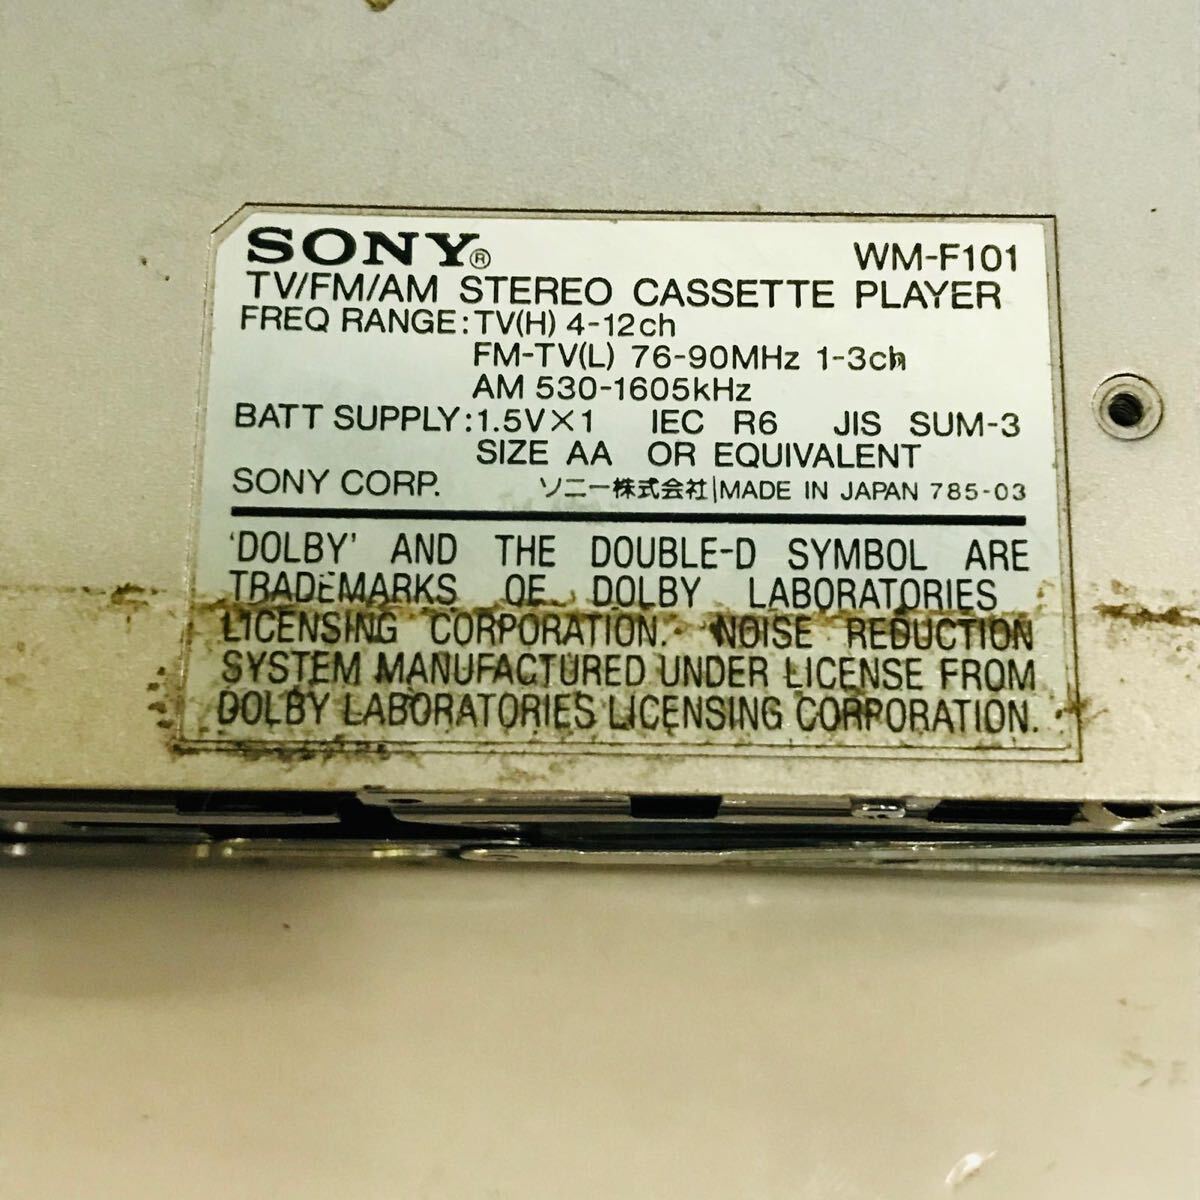 SONY® WM-F101
TV/FM/AM STEREO CASSETTE PLAYER
FREQ RANGE:TV(H) 4-12ch
FM-TV(L) 76-90MHz 1-3ch
AM 530-1605kHz
BATT SUPPLY:1.5V×1 IEC R6 JIS SUM-3
SIZE AA OR EQUIVALENT
SONY CORP. ソニー株式会社|MADE IN JAPAN 785-03
'DOLBY' AND THE DOUBLE-D SYMBOL ARE
TRADEMARKS OF DOLBY LABORATORIES
LICENSING CORPORATION. NOISE REDUCTION
SYSTEM MANUFACTURED UNDER LICENSE FROM
DOLBY LABORATORIES LICENSING CORPORATION.